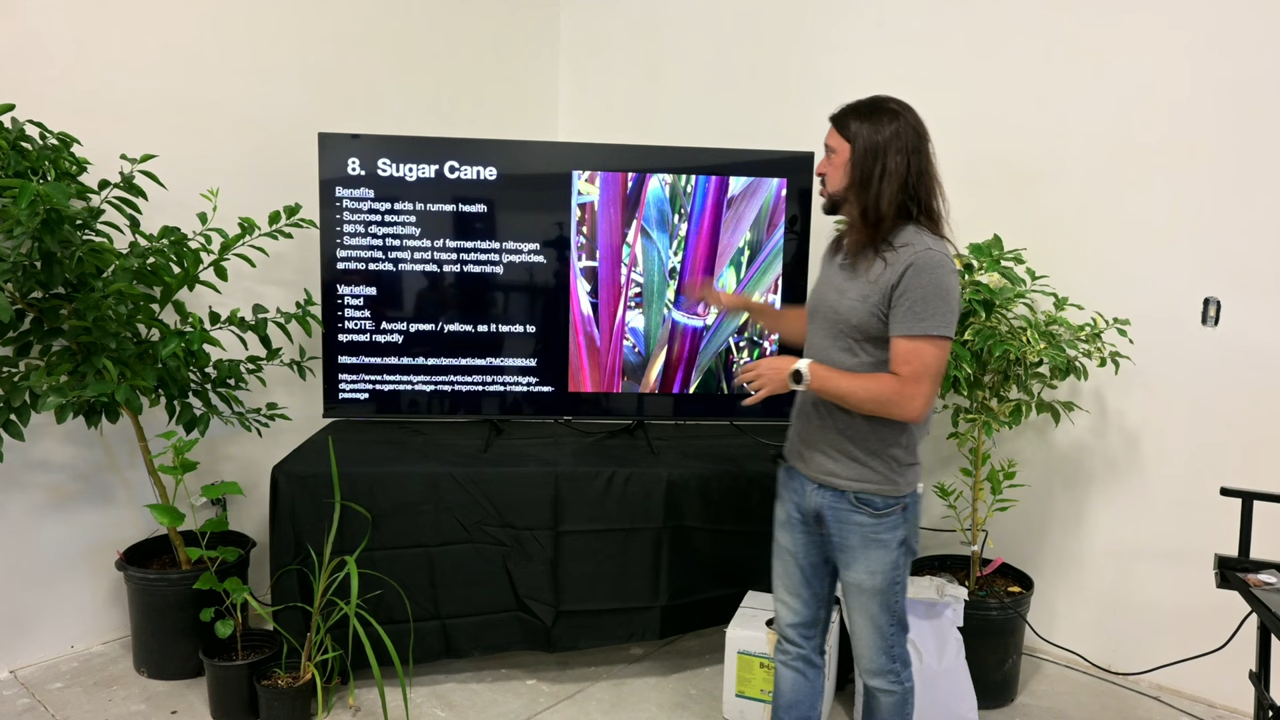 8. Sugar Cane
Benefits
- Roughage aids in rumen health
- Sucrose source
- 86% digestibility
- Satisfies the needs of fermentable nitrogen
(ammonia, urea) and trace nutrients (peptides,
amino acids, minerals, and vitamins)
Varieties
- Red
- Black
- NOTE: Avoid green / yellow, as it tends to
spread rapidly
https://www.ncbi.nlm.nih.gov/pmc/articles/PMC5838343/
https://www.feednavigator.com/Article/2019/10/30/Highly-
digestible-sugarcane-silage-may-improve-cattle-intake-rumen-
passage